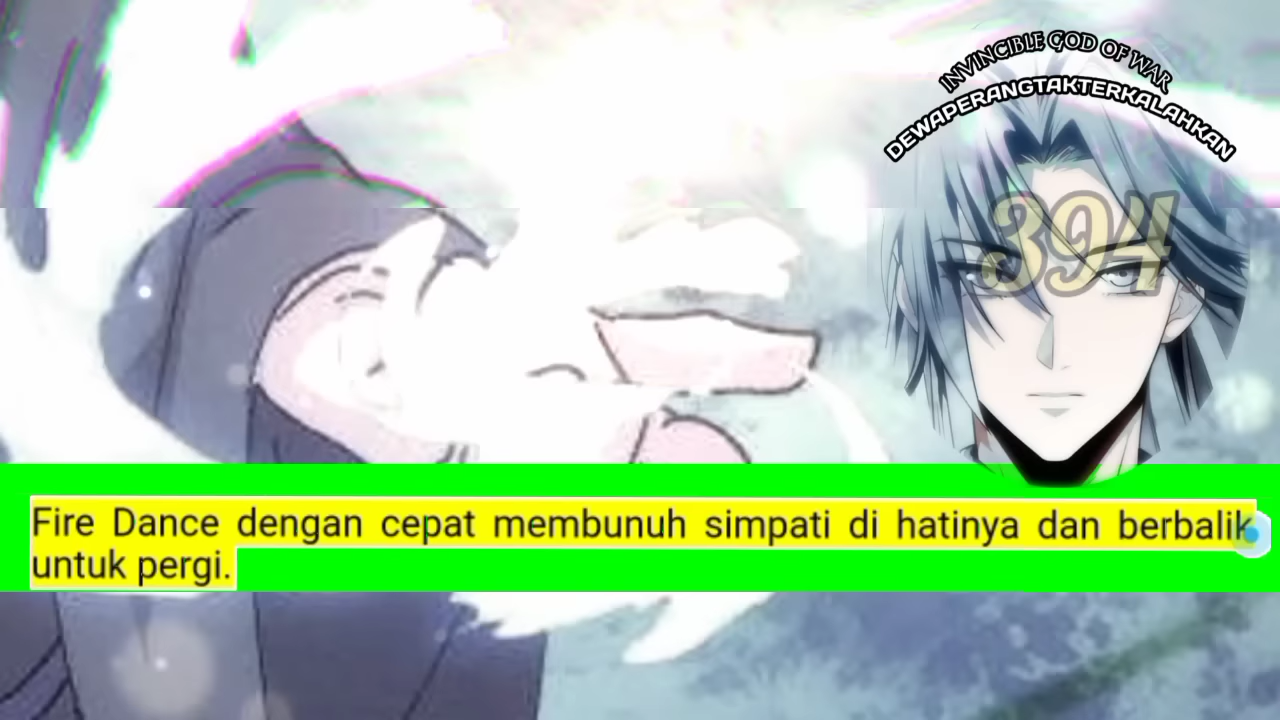 INVINCIBLE GOD OF WAR
DEWAPERANGTAKTERKALAHKAN
394
Fire Dance dengan cepat membunuh simpati di hatinya dan berbalik
untuk pergi.